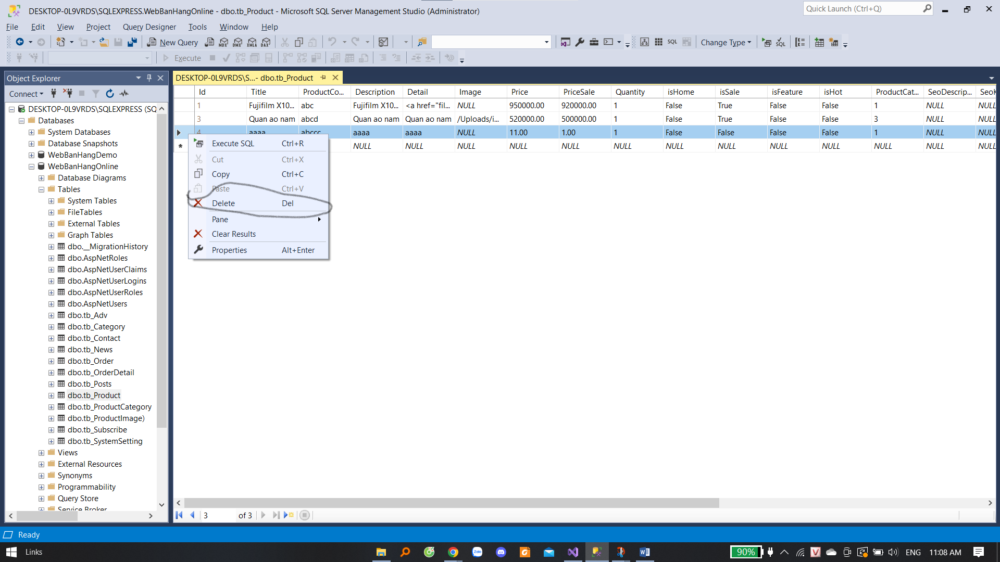 DESKTOP-0L9VRDS\SQLEXPRESS.WebBanHangOnline - dbo.tb_Product - Microsoft SQL Server Management Studio (Administrator)
Quick Launch (Ctrl+Q)
File Edit View Project Query Designer Tools Window Help
New Query MDX DMX XMLA DAX SQL Change Type SQL
Execute
Object Explorer
DESKTOP-0L9VRDS\S...- dbo.tb_Product
Connect
Id Title ProductCo... Description Detail Image Price PriceSale Quantity isHome isSale isFeature isHot ProductCat... SeoDescrip... SeoK
1 Fujifilm X10... abc Fujifilm X10... <a href="fil... NULL 950000.00 920000.00 1 False True False False 1 NULL NULL
3 Quan ao nam abcd Quan ao nam Quan ao nam /Uploads/i... 520000.00 500000.00 1 False True False False 3 NULL NULL
4 aaaa abccc aaaa aaaa NULL 11.00 1.00 1 False False False False 1 NULL NULL
NULL NULL NULL NULL NULL NULL NULL NULL NULL NULL NULL NULL NULL
Execute SQL Ctrl+R
Cut Ctrl+X
Copy Ctrl+C
Paste Ctrl+V
Delete Del
Pane
Clear Results
Properties Alt+Enter
DESKTOP-0L9VRDS\SQLEXPRESS (SQ
Databases
System Databases
Database Snapshots
WebBanHangDemo
WebBanHangOnline
Database Diagrams
Tables
System Tables
FileTables
External Tables
Graph Tables
dbo.__MigrationHistory
dbo.AspNetRoles
dbo.AspNetUserClaims
dbo.AspNetUserLogins
dbo.AspNetUserRoles
dbo.AspNetUsers
dbo.tb_Adv
dbo.tb_Category
dbo.tb_Contact
dbo.tb_News
dbo.tb_Order
dbo.tb_OrderDetail
dbo.tb_Posts
dbo.tb_Product
dbo.tb_ProductCategory
dbo.tb_ProductImage)
dbo.tb_Subscribe
dbo.tb_SystemSetting
Views
External Resources
Synonyms
Programmability
Query Store
Service Broker
3 of 3
Ready
Links Zalo 90% V ENG 11:08 AM